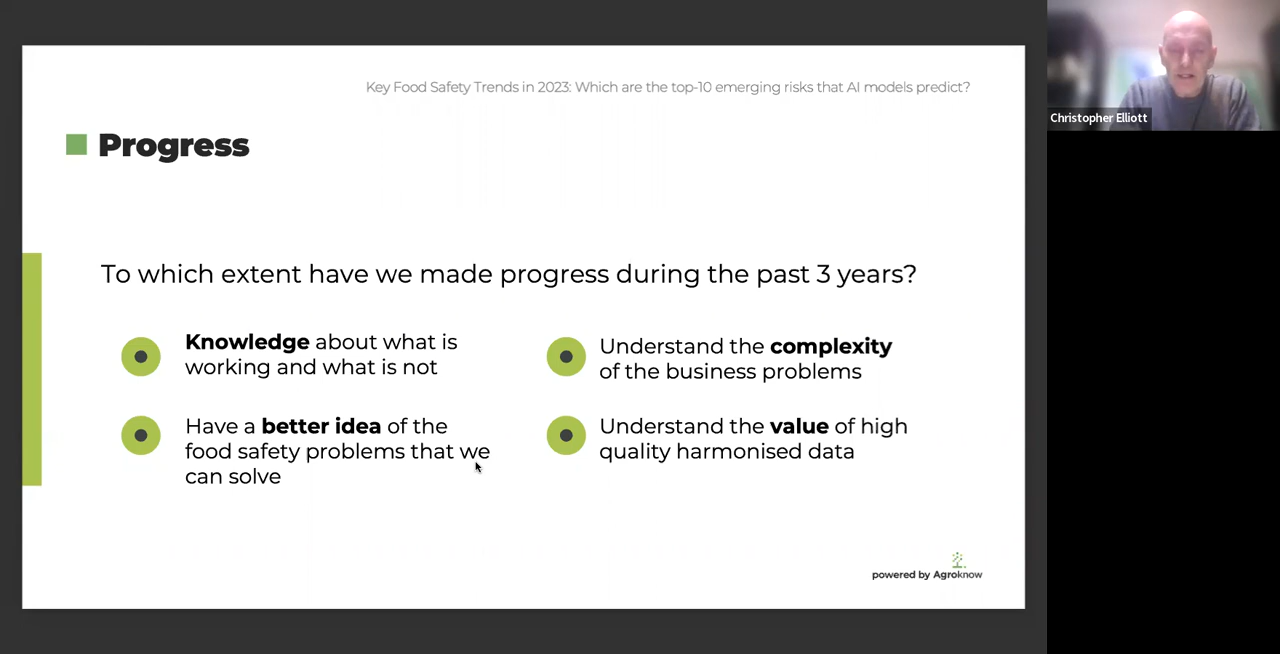 Key Food Safety Trends in 2023: Which are the top-10 emerging risks that AI models predict?
Progress
To which extent have we made progress during the past 3 years?
Knowledge about what is
working and what is not
Have a better idea of the
food safety problems that we
can solve
Understand the complexity
of the business problems
Understand the value of high
quality harmonised data
powered by Agroknow
Christopher Elliott